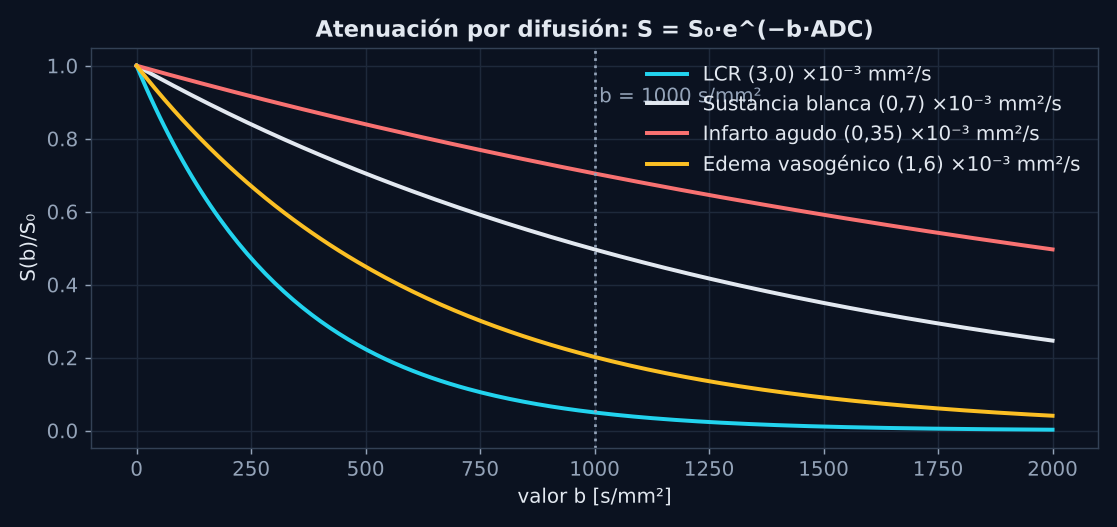 Atenuación por difusión: S = S₀·e^(−b·ADC)
LCR (3,0) ×10⁻³ mm²/s
b = 1000 s/mm²
Sustancia blanca (0,7) ×10⁻³ mm²/s
Infarto agudo (0,35) ×10⁻³ mm²/s
Edema vasogénico (1,6) ×10⁻³ mm²/s
S(b)/S₀
1.0
0.8
0.6
0.4
0.2
0.0
0 250 500 750 1000 1250 1500 1750 2000
valor b [s/mm²]